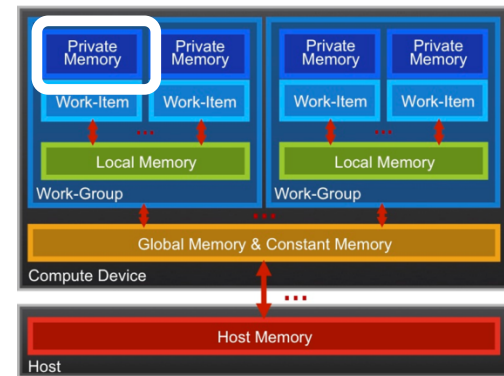 Private
Memory
Private
Memory
Private
Memory
Private
Memory
Work-Item
Work-Item
Work-Item
Work-Item
...
...
Local Memory
Local Memory
Work-Group
Work-Group
...
Global Memory & Constant Memory
Compute Device
...
Host Memory
Host